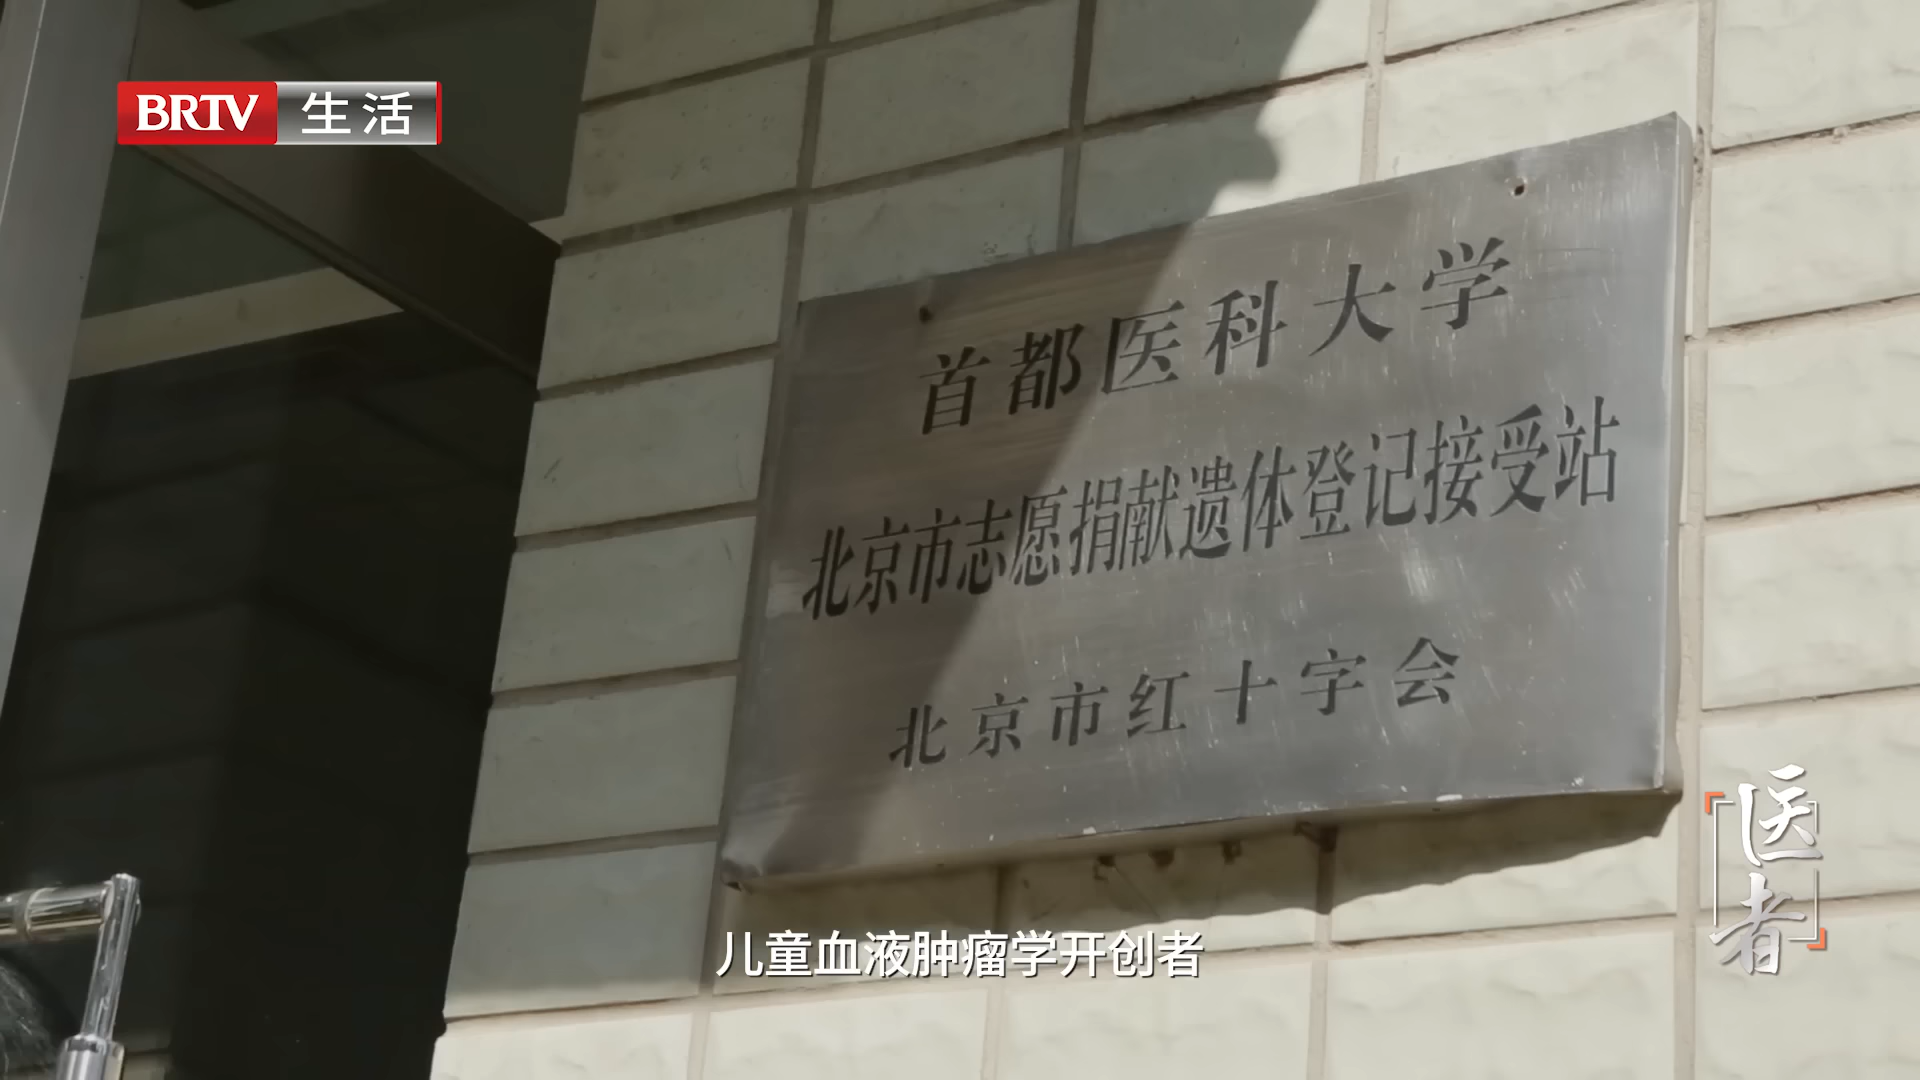 BRTV 生活
首都医科大学
北京市志愿捐献遗体登记接受站
北京市红十字会
医者
儿童血液肿瘤学开创者